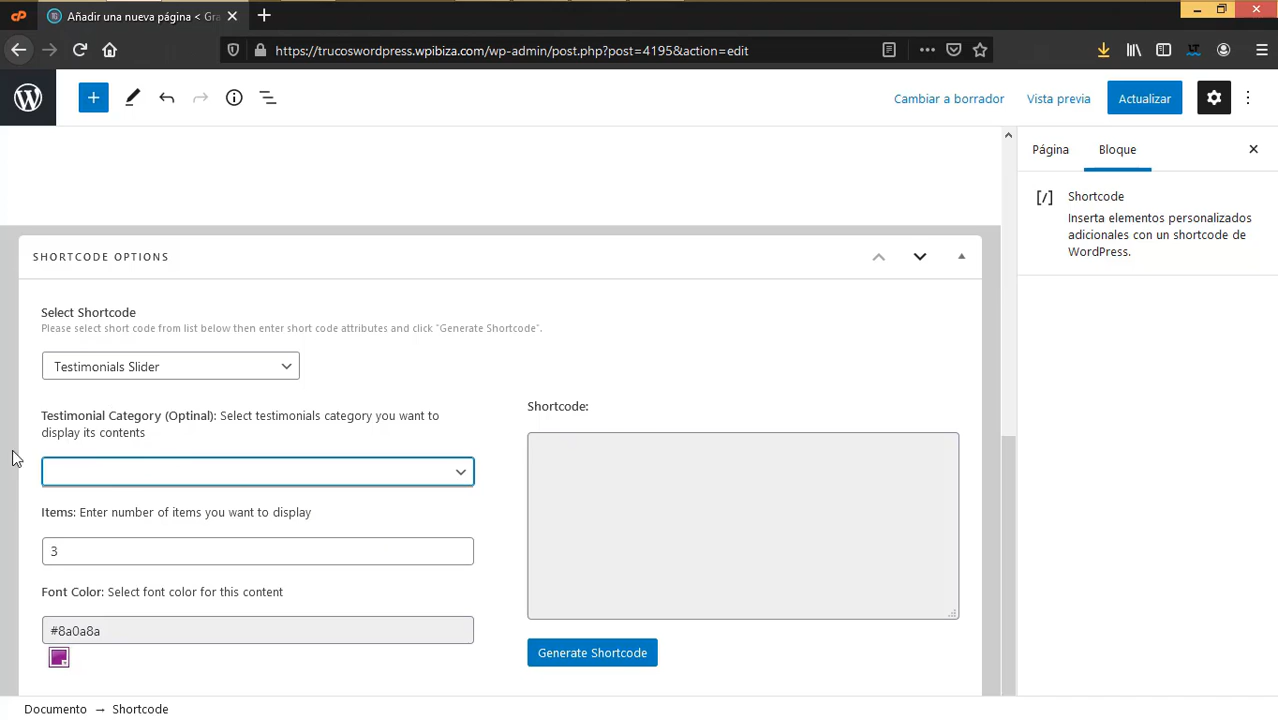 Añadir una nueva página < Gra
https://trucoswordpress.wpibiza.com/wp-admin/post.php?post=4195&action=edit
Cambiar a borrador
Vista previa
Actualizar
Página
Bloque
Shortcode
Inserta elementos personalizados
adicionales con un shortcode de
WordPress.
SHORTCODE OPTIONS
Select Shortcode
Please select short code from list below then enter short code attributes and click "Generate Shortcode".
Testimonials Slider
Testimonial Category (Optinal): Select testimonials category you want to
display its contents
Items: Enter number of items you want to display
3
Font Color: Select font color for this content
#8a0a8a
Shortcode:
Generate Shortcode
Documento → Shortcode